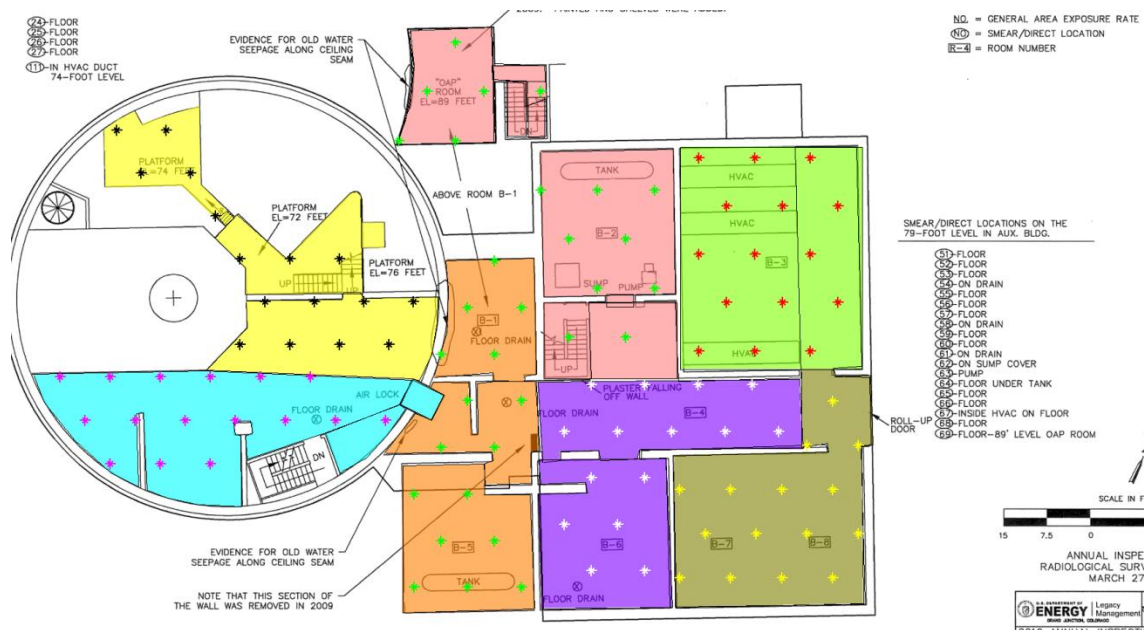 24-FLOOR
25-FLOOR
26-FLOOR
27-FLOOR
111-IN HVAC DUCT
74-FOOT LEVEL
EVIDENCE FOR OLD WATER
SEEPAGE ALONG CEILING
SEAM
"OAP"
ROOM
EL=89 FEET
DN
NO. = GENERAL AREA EXPOSURE RATE
NO = SMEAR/DIRECT LOCATION
R-4 = ROOM NUMBER
PLATFORM
EL=74 FEET
PLATFORM
EL=72 FEET
UP
UP
PLATFORM
EL=76 FEET
ABOVE ROOM B-1
TANK
B-2
SUMP
PUMP
UP
HVAC
HVAC
B-3
HVAC
B-1
FLOOR DRAIN
AIR LOCK
FLOOR DRAIN
DN
FLOOR DRAIN
PLASTER FALLING
OFF WALL
B-4
ROLL-UP
DOOR
B-5
TANK
B-6
FLOOR DRAIN
B-7
B-8
EVIDENCE FOR OLD WATER
SEEPAGE ALONG CEILING SEAM
NOTE THAT THIS SECTION OF
THE WALL WAS REMOVED IN 2009
SMEAR/DIRECT LOCATIONS ON THE
79-FOOT LEVEL IN AUX. BLDG.
51-FLOOR
52-FLOOR
53-FLOOR
54-ON DRAIN
55-FLOOR
56-FLOOR
57-FLOOR
58-ON DRAIN
59-FLOOR
60-FLOOR
61-ON DRAIN
62-ON SUMP COVER
63-PUMP
64-FLOOR UNDER TANK
65-FLOOR
66-FLOOR
67-INSIDE HVAC ON FLOOR
68-FLOOR
69-FLOOR-89' LEVEL OAP ROOM
SCALE IN F
15 7.5 0
ANNUAL INSPE
RADIOLOGICAL SURV
MARCH 27
U.S. DEPARTMENT OF
ENERGY Legacy
Management
GRAND JUNCTION, COLORADO